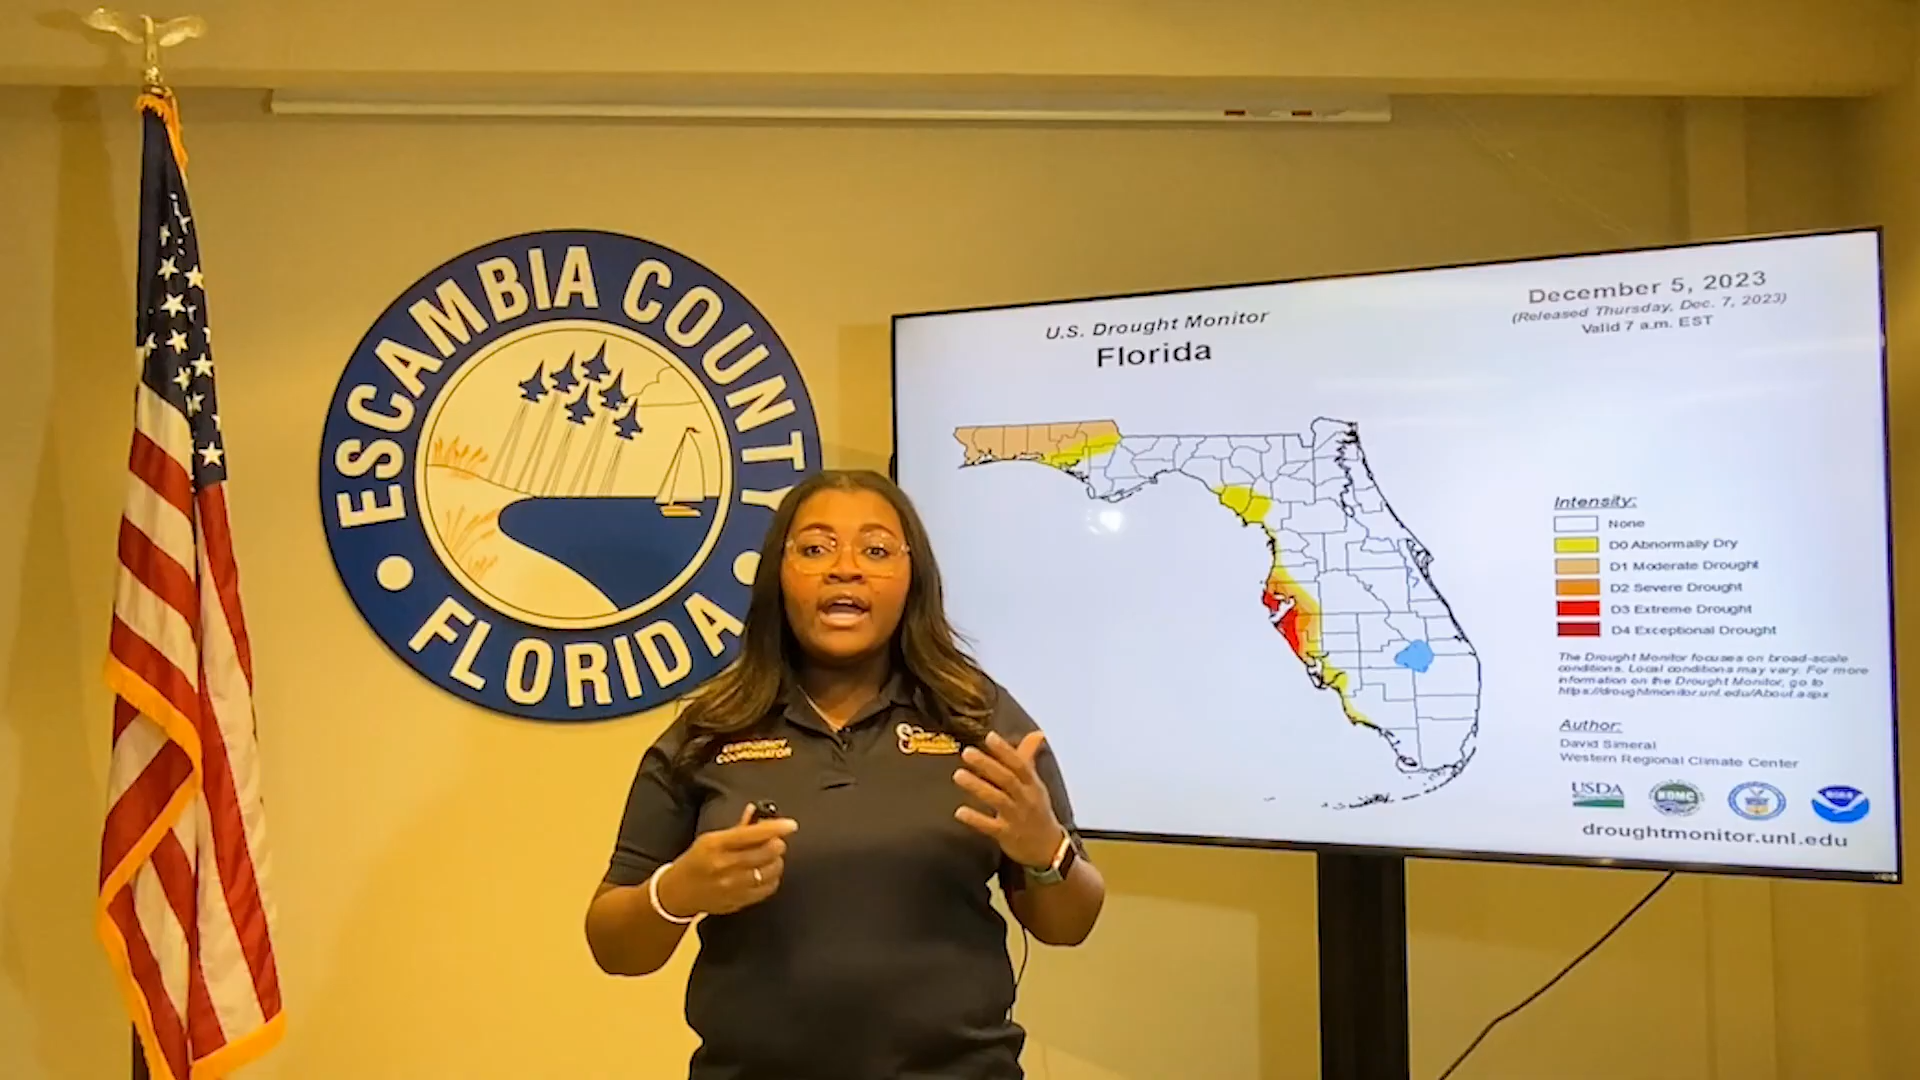 ESCAMBIA COUNTY
FLORIDA
EMERGENCY
COORDINATOR
U.S. Drought Monitor
Florida
December 5, 2023
(Released Thursday, Dec. 7, 2023)
Valid 7 a.m. EST
Intensity:
None
D0 Abnormally Dry
D1 Moderate Drought
D2 Severe Drought
D3 Extreme Drought
D4 Exceptional Drought
The Drought Monitor focuses on broad-scale
conditions. Local conditions may vary. For more
information on the Drought Monitor, go to
https://droughtmonitor.unl.edu/About.aspx
Author:
David Simeral
Western Regional Climate Center
USDA
NDMC
NOAA
droughtmonitor.unl.edu